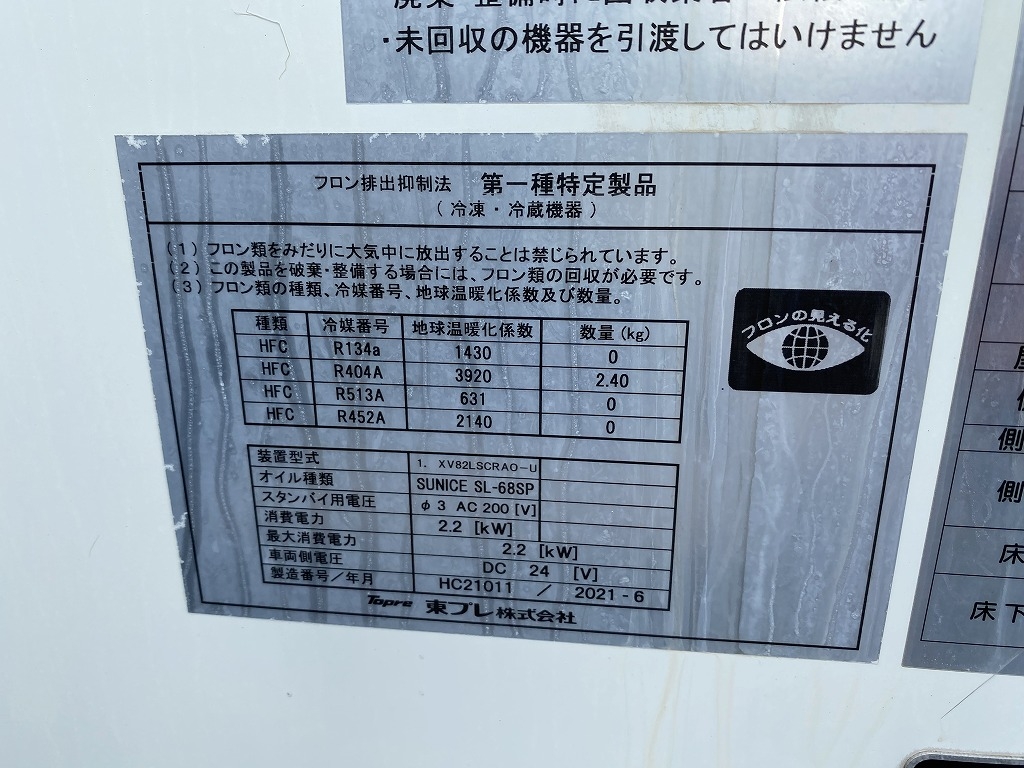 ・未回収の機器を引渡してはいけません
フロン排出抑制法 第一種特定製品
(冷凍・冷蔵機器)
(1)フロン類をみだりに大気中に放出することは禁じられています。
(2)この製品を破棄・整備する場合には、フロン類の回収が必要です。
(3)フロン類の種類、冷媒番号、地球温暖化係数及び数量。
種類 冷媒番号 地球温暖化係数 数量(kg)
HFC R134a 1430 0
HFC R404A 3920 2.40
HFC R513A 631 0
HFC R452A 2140 0
フロンの見える化
装置型式 1. XV82LSCRAO-U
オイル種類 SUNICE SL-68SP
スタンバイ用電圧 φ3 AC 200 [V]
消費電力 2.2 [kW]
最大消費電力 2.2 [kW]
車両側電圧 DC 24 [V]
製造番号/年月 HC21011 / 2021-6
Topre 東プレ株式会社
側
側
床
床下